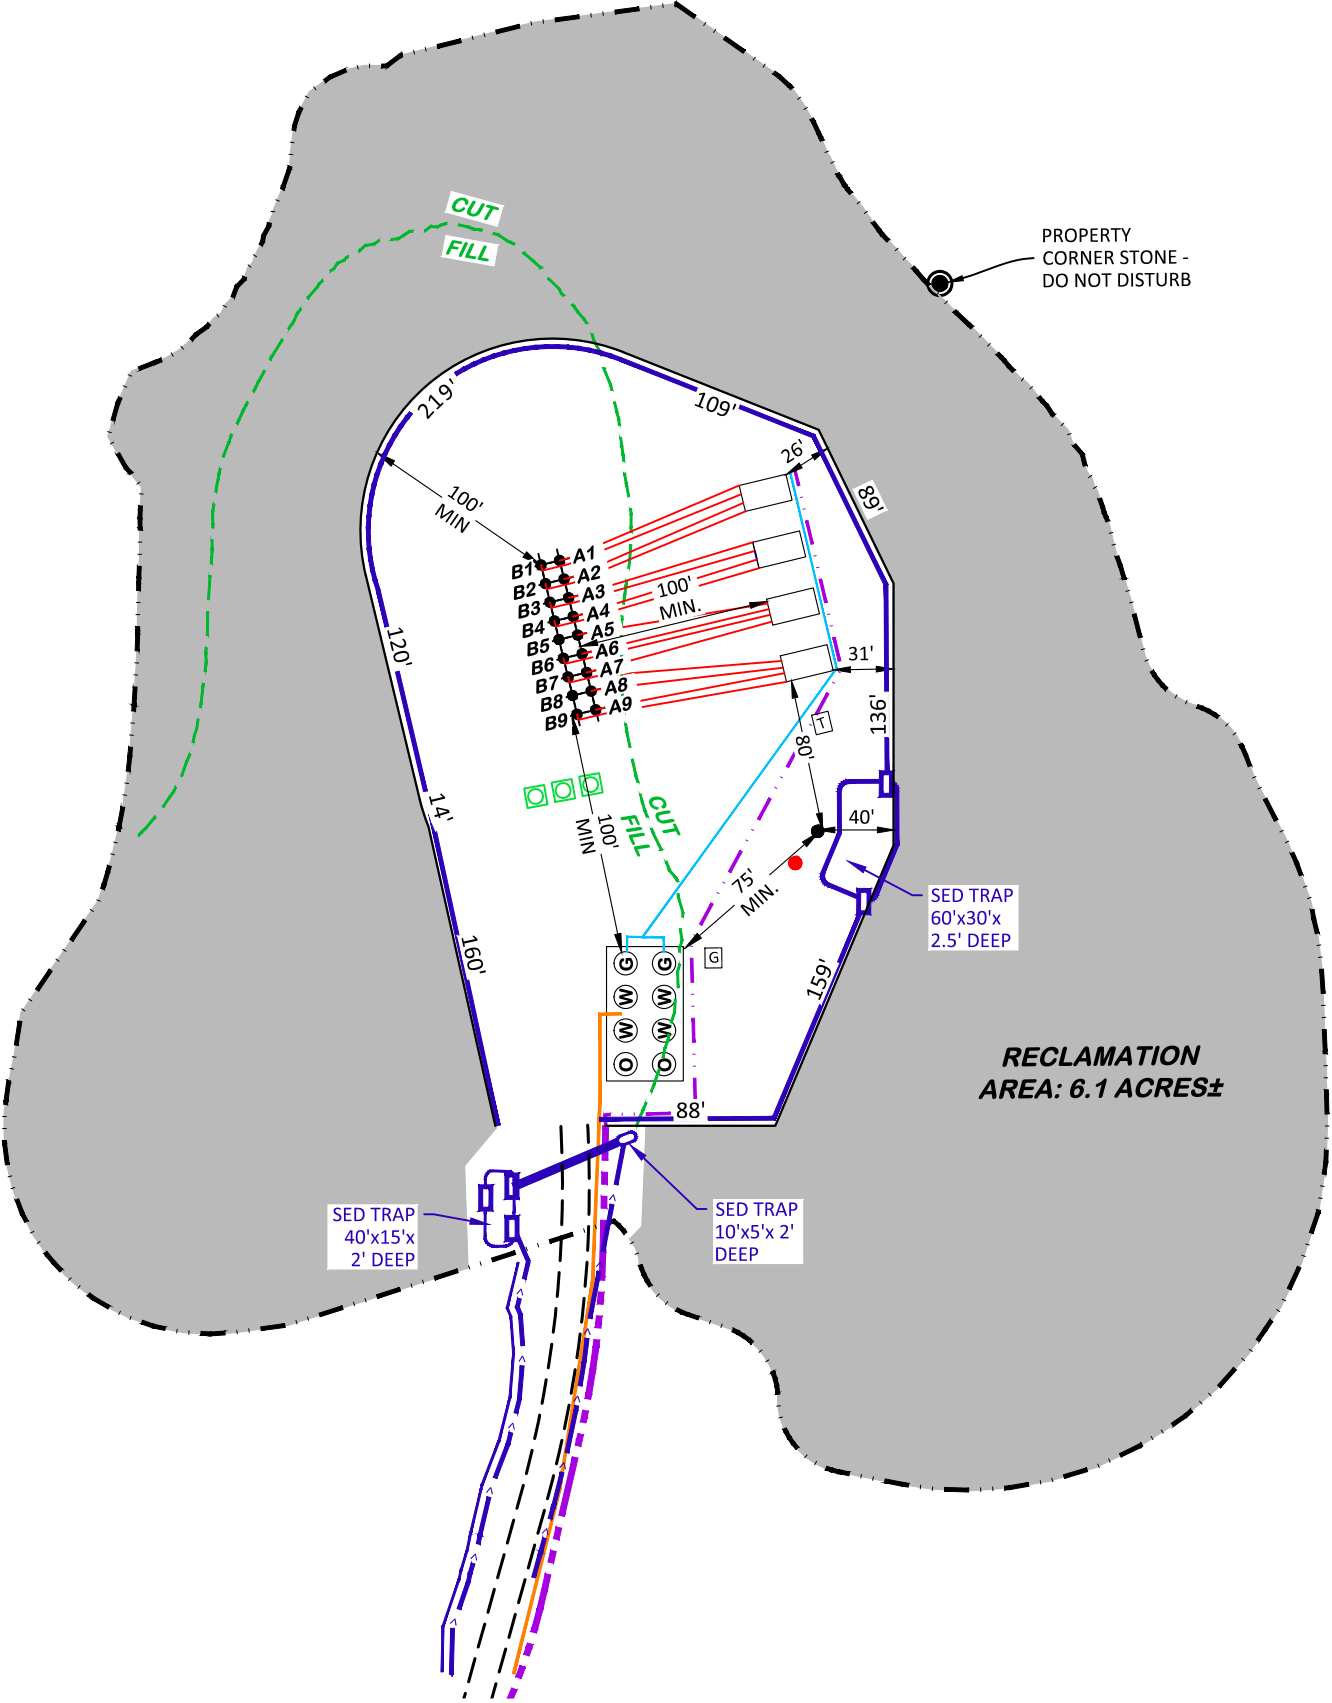 CUT
FILL
PROPERTY
CORNER STONE -
DO NOT DISTURB
219'
109'
26'
89'
100'
MIN
B1 A1
B2 A2
B3 A3
B4 A4
B5 A5
B6 A6
B7 A7
B8 A8
B9 A9
100'
MIN.
120'
31'
136'
T
80'
14'
100'
MIN
CUT
FILL
40'
75'
MIN.
SED TRAP
60'x30'x
2.5' DEEP
160'
G
G G
W W
W W
O O
159'
RECLAMATION
AREA: 6.1 ACRES±
88'
SED TRAP
40'x15'x
2' DEEP
SED TRAP
10'x5'x 2'
DEEP